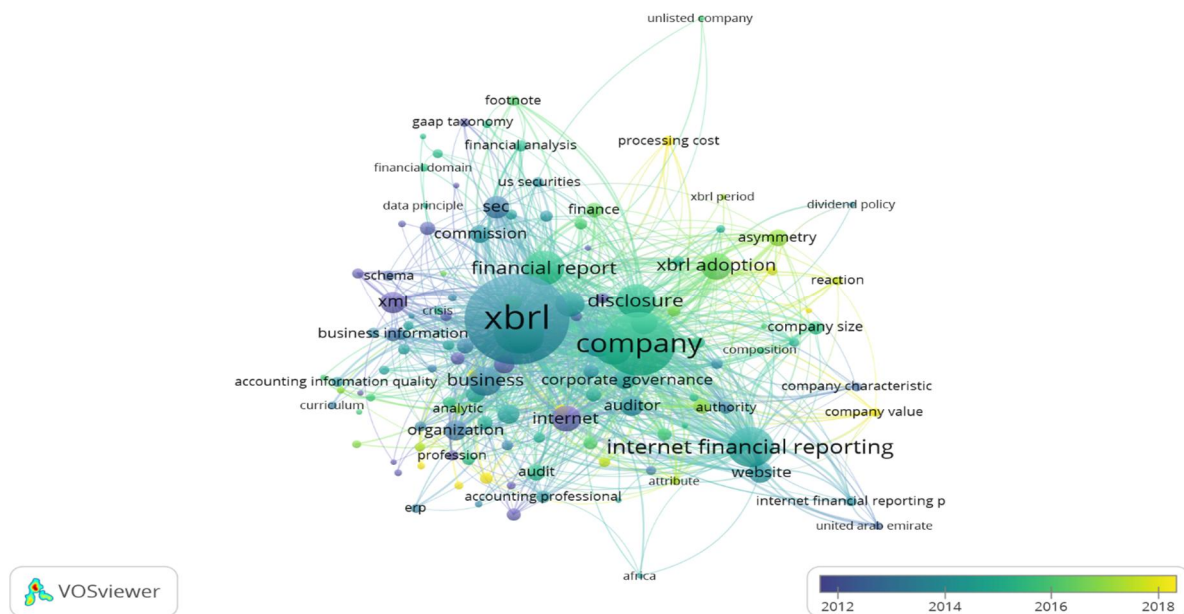 unlisted company
footnote
gaap taxonomy
financial analysis
processing cost
financial domain
us securities
data principle
sec
finance
xbrl period
dividend policy
commission
asymmetry
financial report
xbrl adoption
schema
reaction
xml
disclosure
crisis
xbrl
company size
business information
company
composition
accounting information quality
business
corporate governance
company characteristic
curriculum
analytic
auditor
authority
company value
internet
organization
internet financial reporting
profession
audit
website
attribute
accounting professional
internet financial reporting p
erp
united arab emirate
africa
VOSviewer
2012 2014 2016 2018